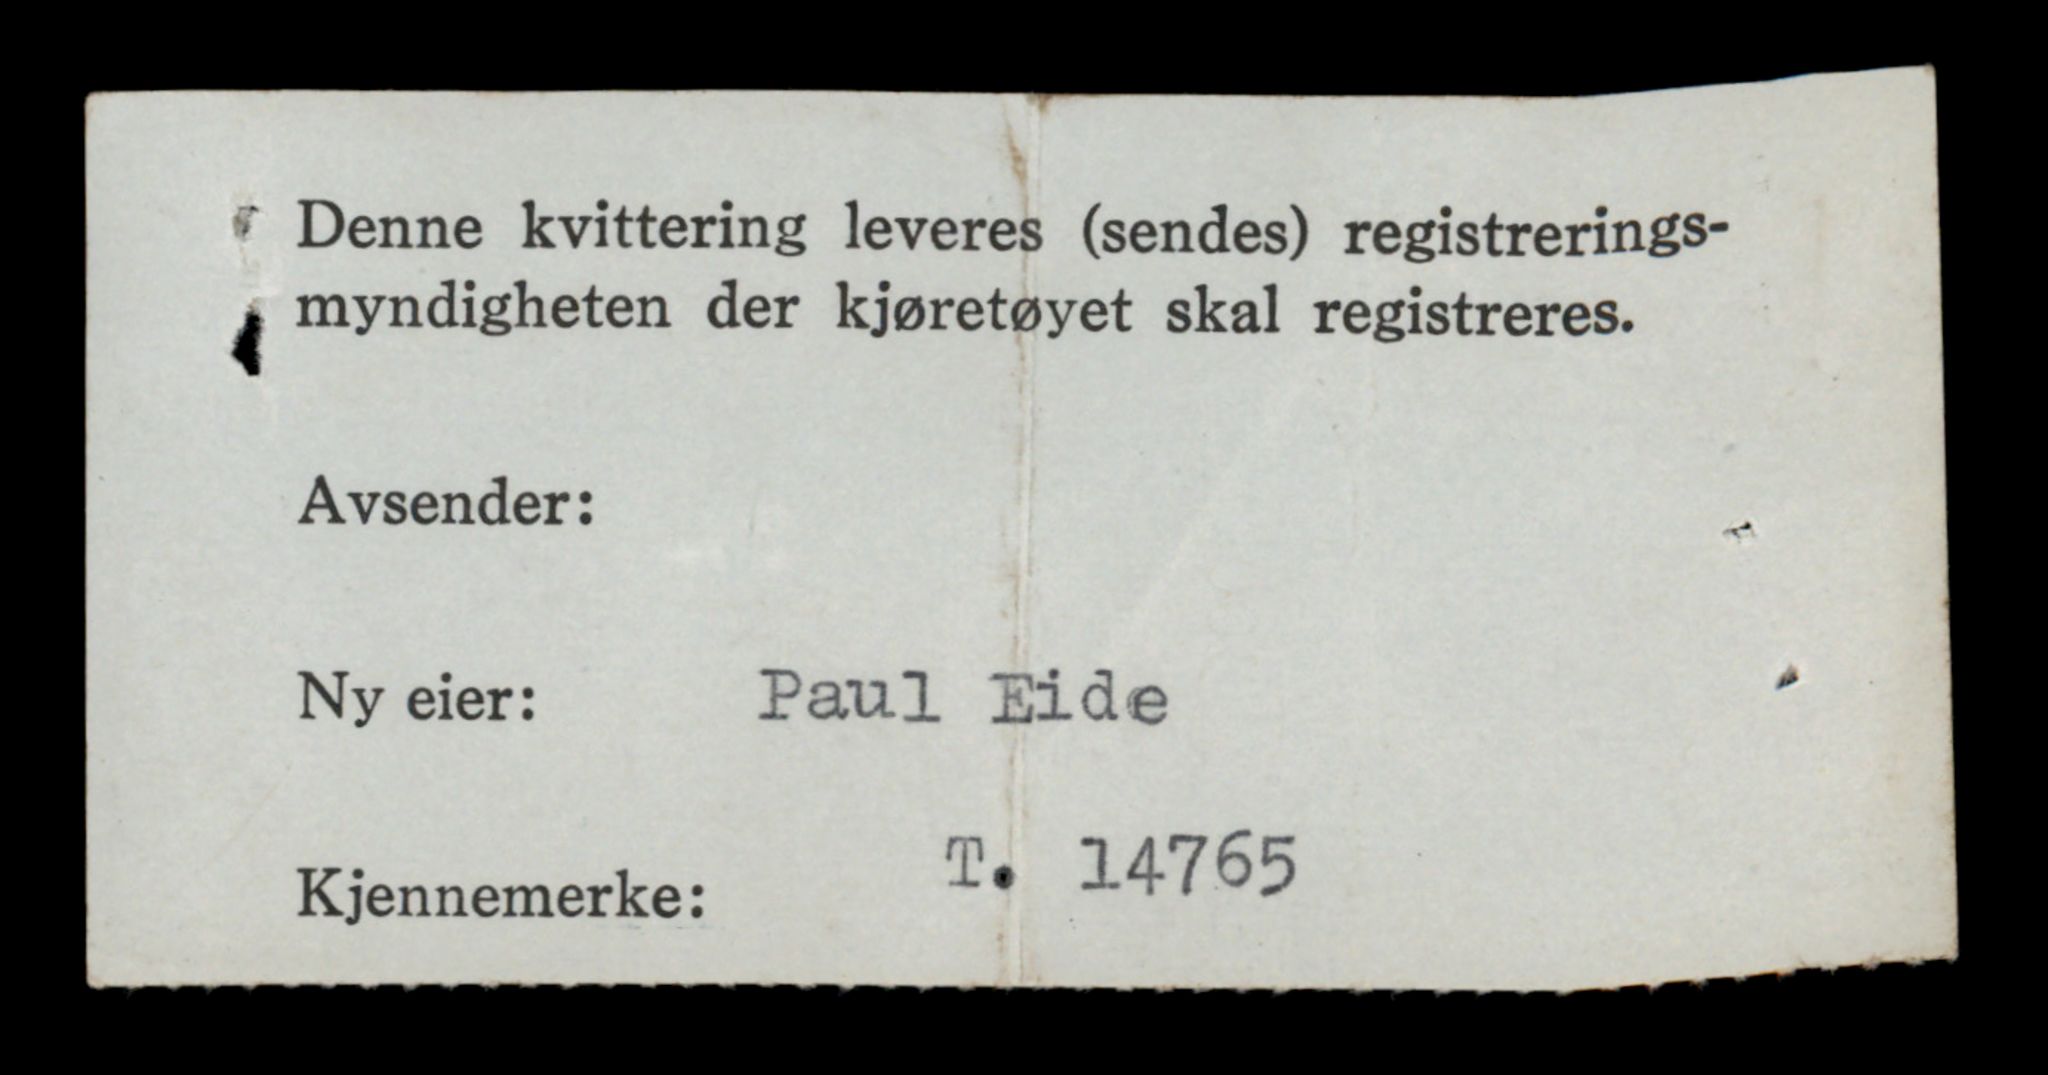 Denne kvittering leveres (sendes) registrerings-
myndigheten der kjøretøyet skal registreres.
Avsender:
Ny eier: Paul Eide
Kjennemerke: T. 14765